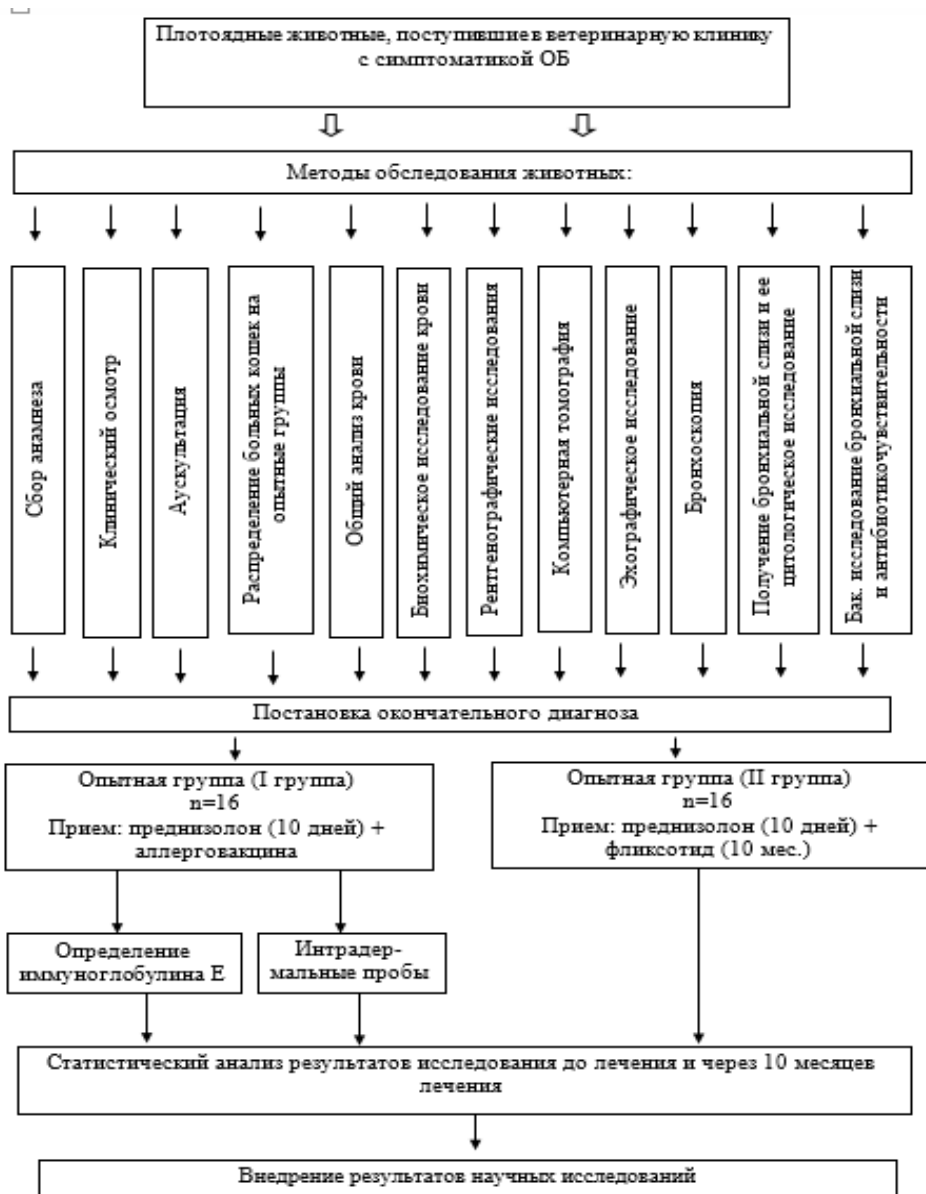 Плотоядные животные, поступившие в ветеринарную клинику
с симптоматикой ОБ
Методы обследования животных:
Сбор анамнеза
Клинический осмотр
Аускультация
Распределение больных кошек на
опытные группы
Общий анализ крови
Биохимическое исследование крови
Рентгенографические исследования
Компьютерная томография
Эхографическое исследование
Бронхоскопия
Получение бронхиальной слизи и ее
цитологическое исследование
Бак. исследование бронхиальной слизи
и антибиотикочувствительности
Постановка окончательного диагноза
Опытная группа (I группа)
n=16
Прием: преднизолон (10 дней) +
аллерговакцина
Опытная группа (II группа)
n=16
Прием: преднизолон (10 дней) +
фликсотид (10 мес.)
Определение
иммуноглобулина Е
Интрадер-
мальные пробы
Статистический анализ результатов исследования до лечения и через 10 месяцев
лечения
Внедрение результатов научных исследований